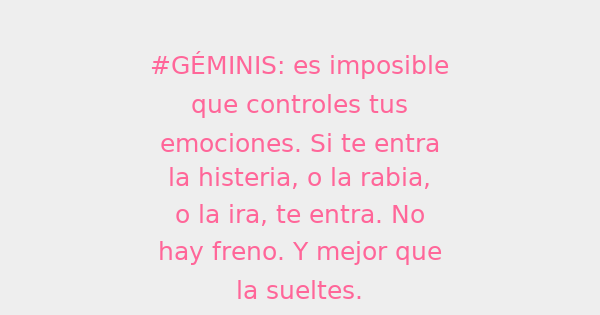 #GÉMINIS: es imposible
que controles tus
emociones. Si te entra
la histeria, o la rabia,
o la ira, te entra. No
hay freno. Y mejor que
la sueltes.